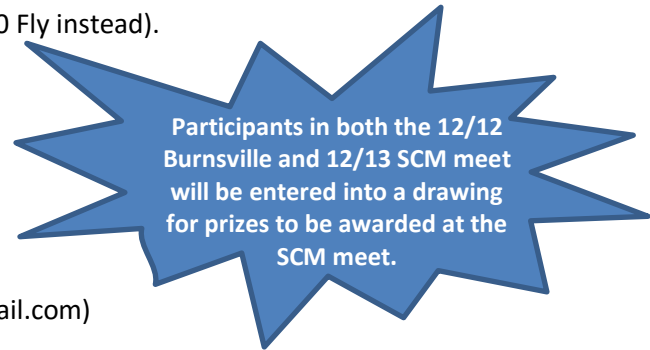 0 Fly instead).
Participants in both the 12/12
Burnsville and 12/13 SCM meet
will be entered into a drawing
for prizes to be awarded at the
SCM meet.
ail.com)